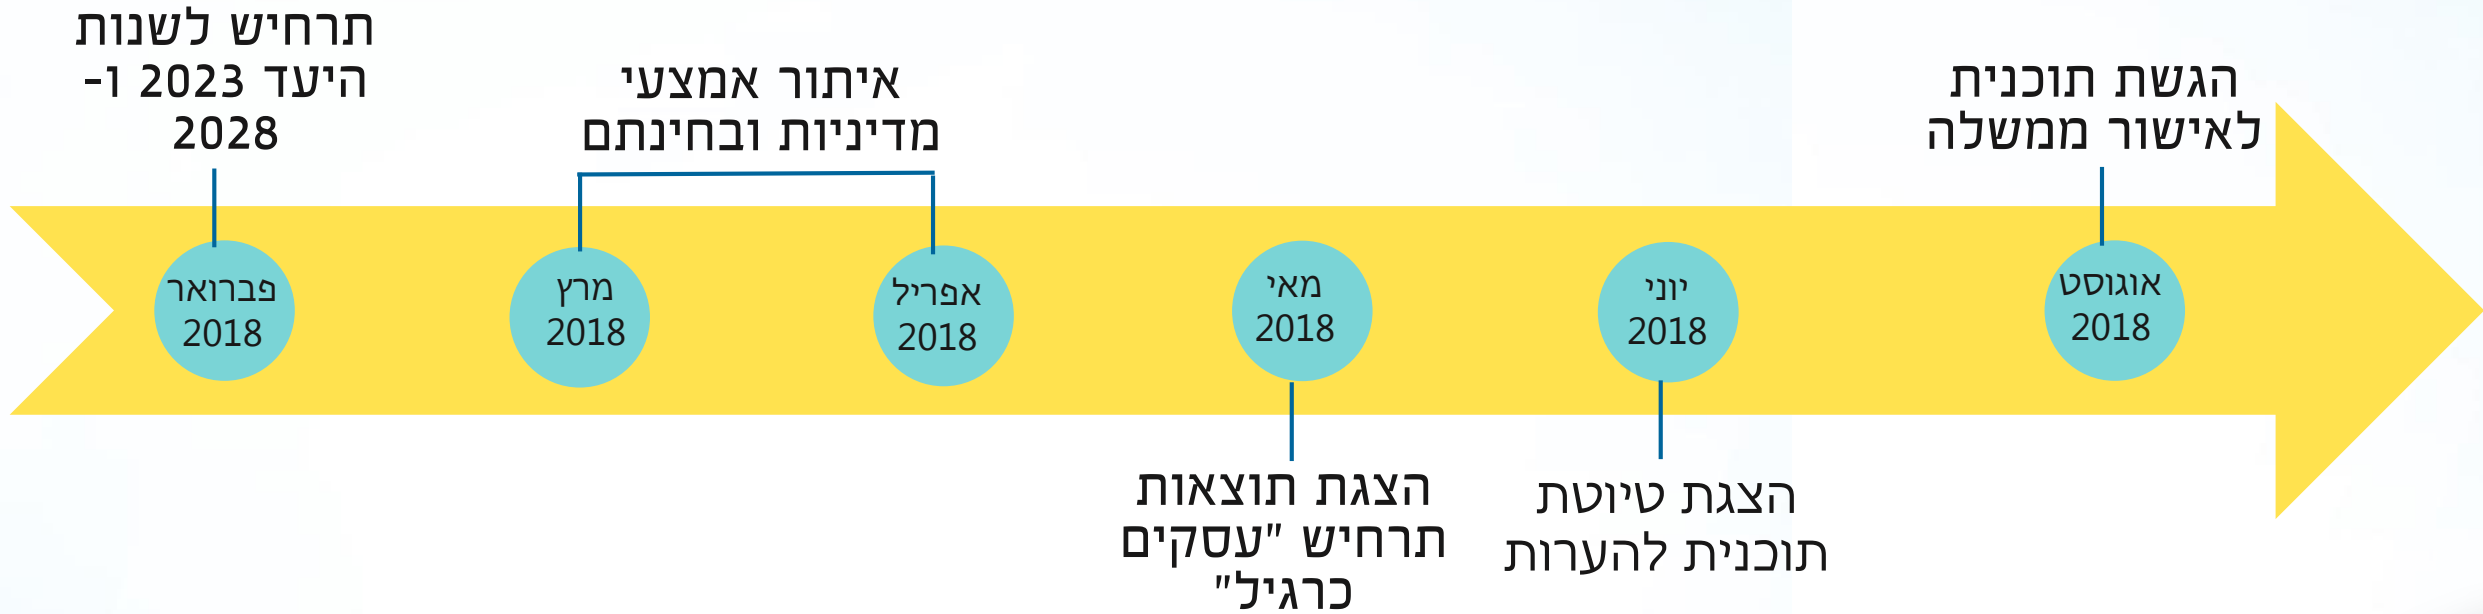 תרחיש לשנות
היעד 2023 ו-
2028
איתור אמצעי
מדיניות ובחינתם
הגשת תוכנית
לאישור ממשלה
פברואר
2018
מרץ
2018
אפריל
2018
מאי
2018
יוני
2018
אוגוסט
2018
הצגת תוצאות
תרחיש "עסקים
כרגיל"
הצגת טיוטת
תוכנית להערות